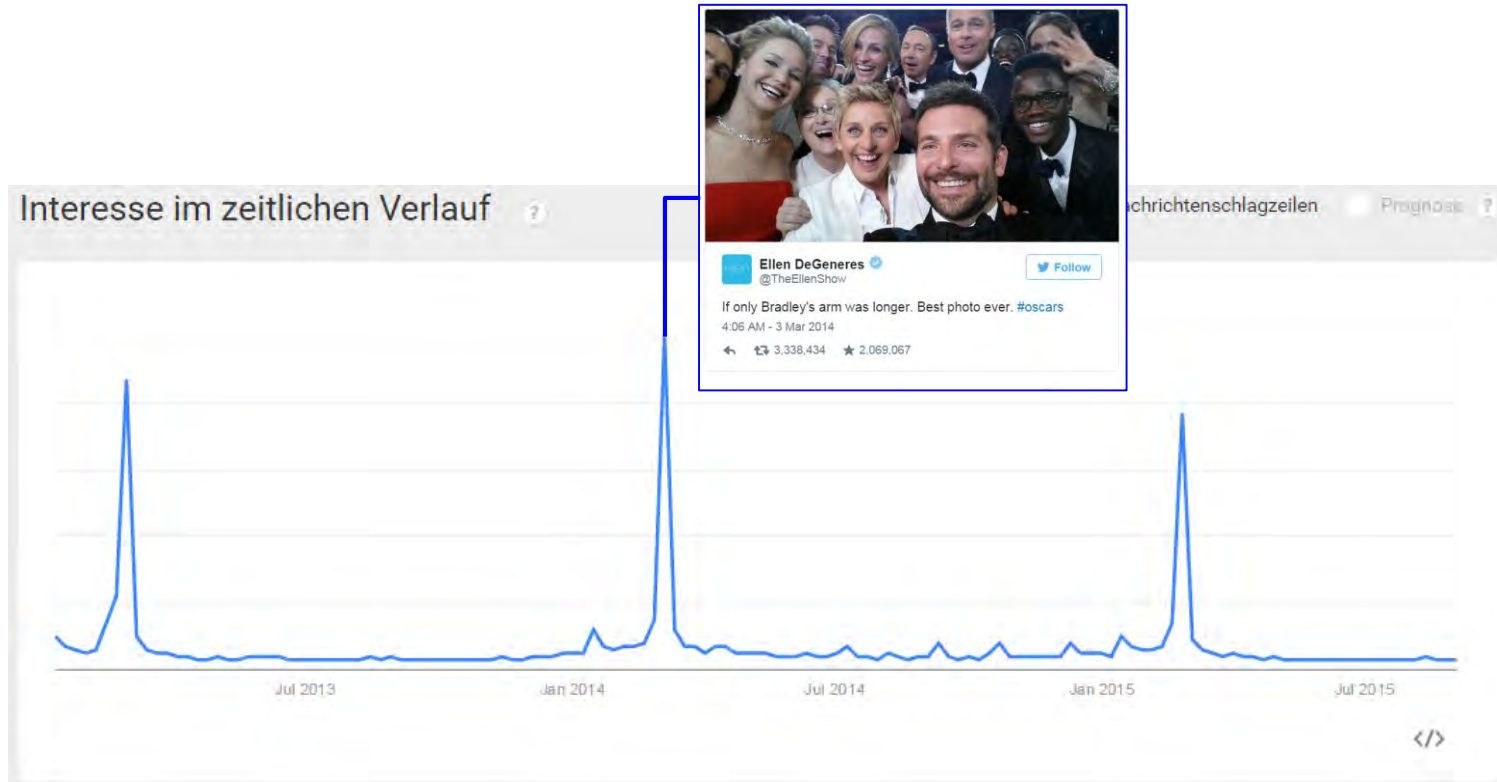 Interesse im zeitlichen Verlauf ?
achrichtenschlagzeilen Prognose ?
Ellen DeGeneres
@TheEllenShow
Follow
If only Bradley's arm was longer. Best photo ever. #oscars
4:06 AM - 3 Mar 2014
3,338,434 2,069,067
Jul 2013 Jan 2014 Jul 2014 Jan 2015 Jul 2015
</>